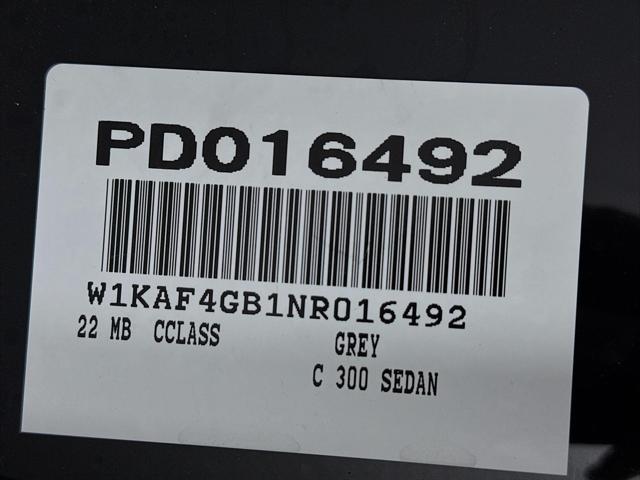 PD016492
W1KAF4GB1NR016492
22 MB CCLASS GREY
C 300 SEDAN